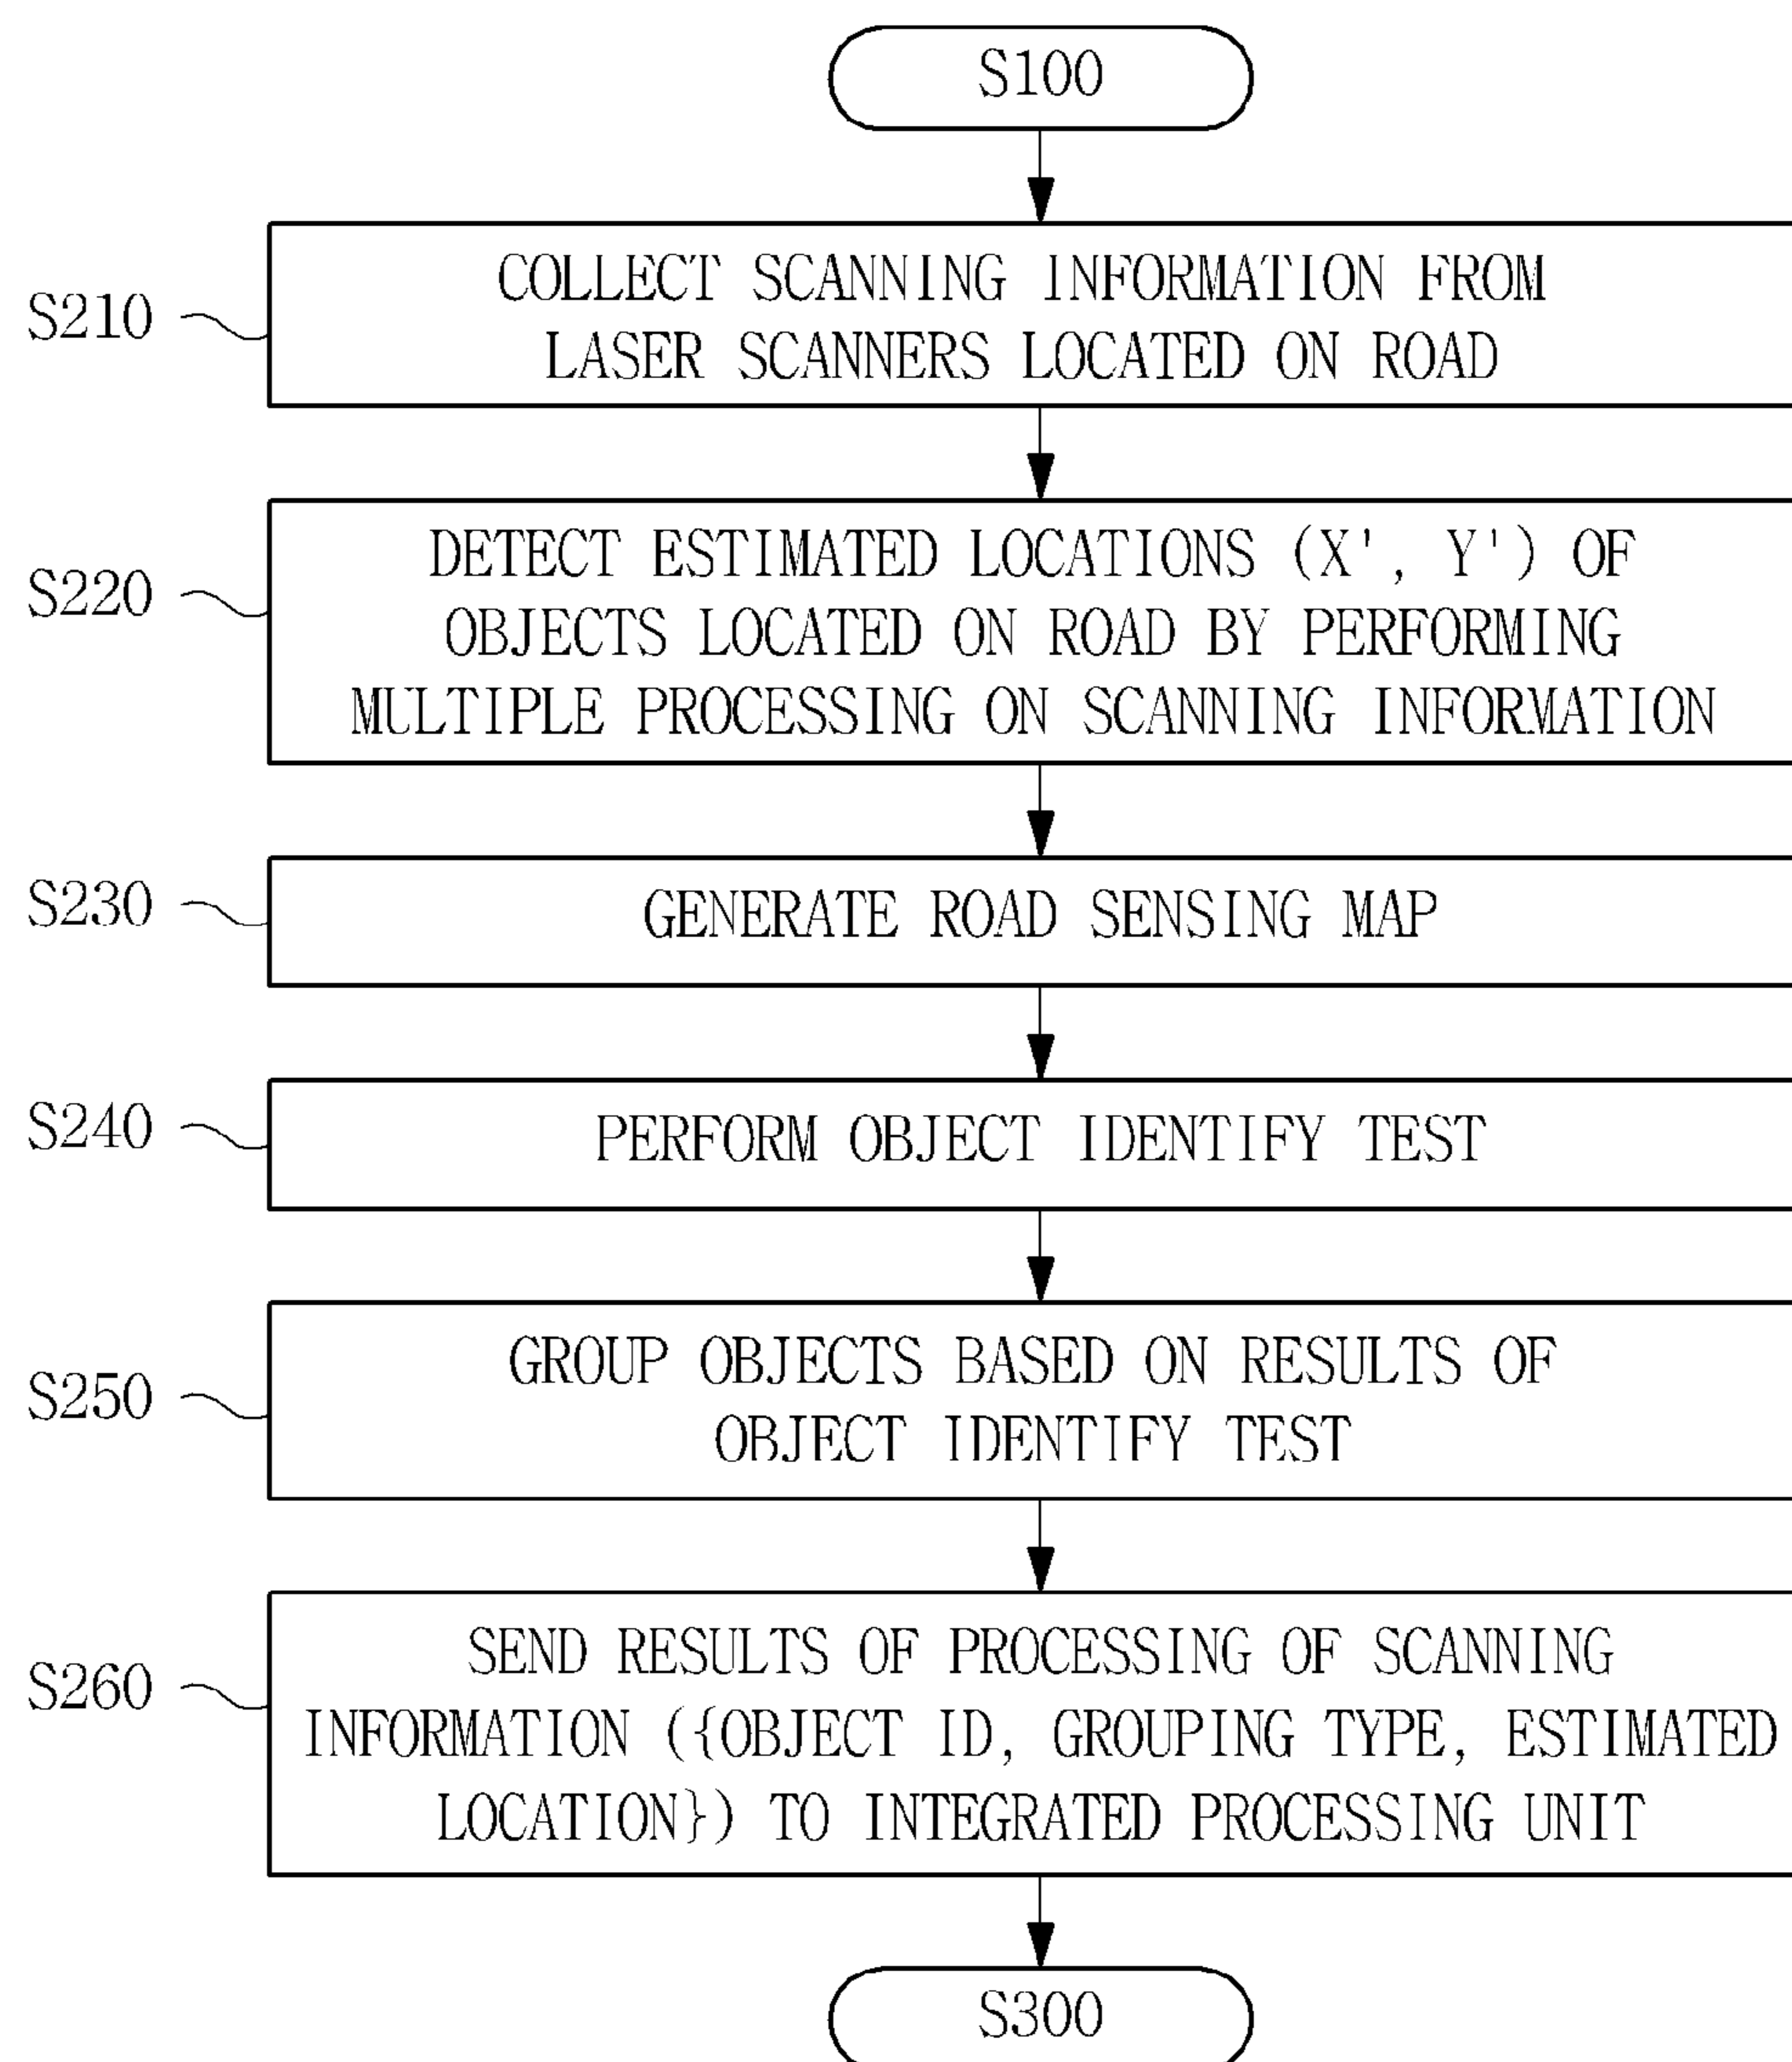 S100
S210
COLLECT SCANNING INFORMATION FROM
LASER SCANNERS LOCATED ON ROAD
S220
DETECT ESTIMATED LOCATIONS (X', Y') OF
OBJECTS LOCATED ON ROAD BY PERFORMING
MULTIPLE PROCESSING ON SCANNING INFORMATION
S230
GENERATE ROAD SENSING MAP
S240
PERFORM OBJECT IDENTIFY TEST
S250
GROUP OBJECTS BASED ON RESULTS OF
OBJECT IDENTIFY TEST
S260
SEND RESULTS OF PROCESSING OF SCANNING
INFORMATION ({OBJECT ID, GROUPING TYPE, ESTIMATED
LOCATION}) TO INTEGRATED PROCESSING UNIT
S300